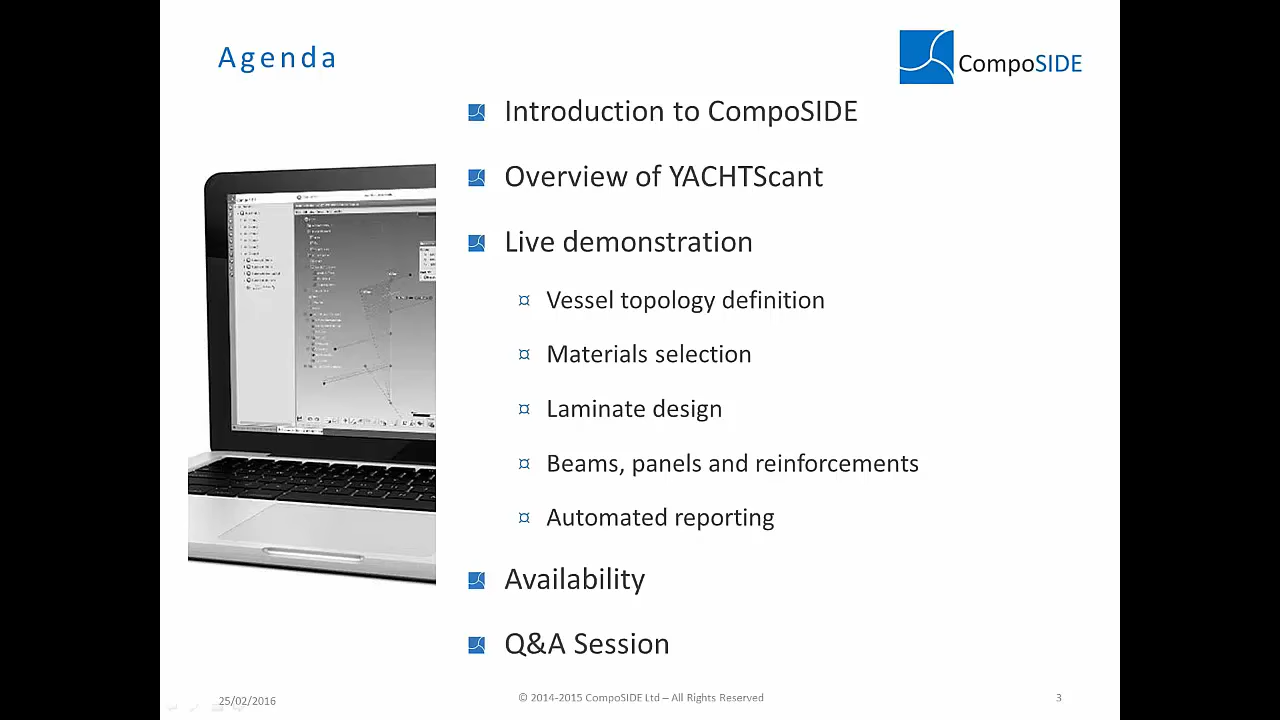 Agenda
CompoSIDE
Introduction to CompoSIDE
Overview of YACHTScant
Live demonstration
Vessel topology definition
Materials selection
Laminate design
Beams, panels and reinforcements
Automated reporting
Availability
Q&A Session
25/02/2016
© 2014-2015 CompoSIDE Ltd – All Rights Reserved
3